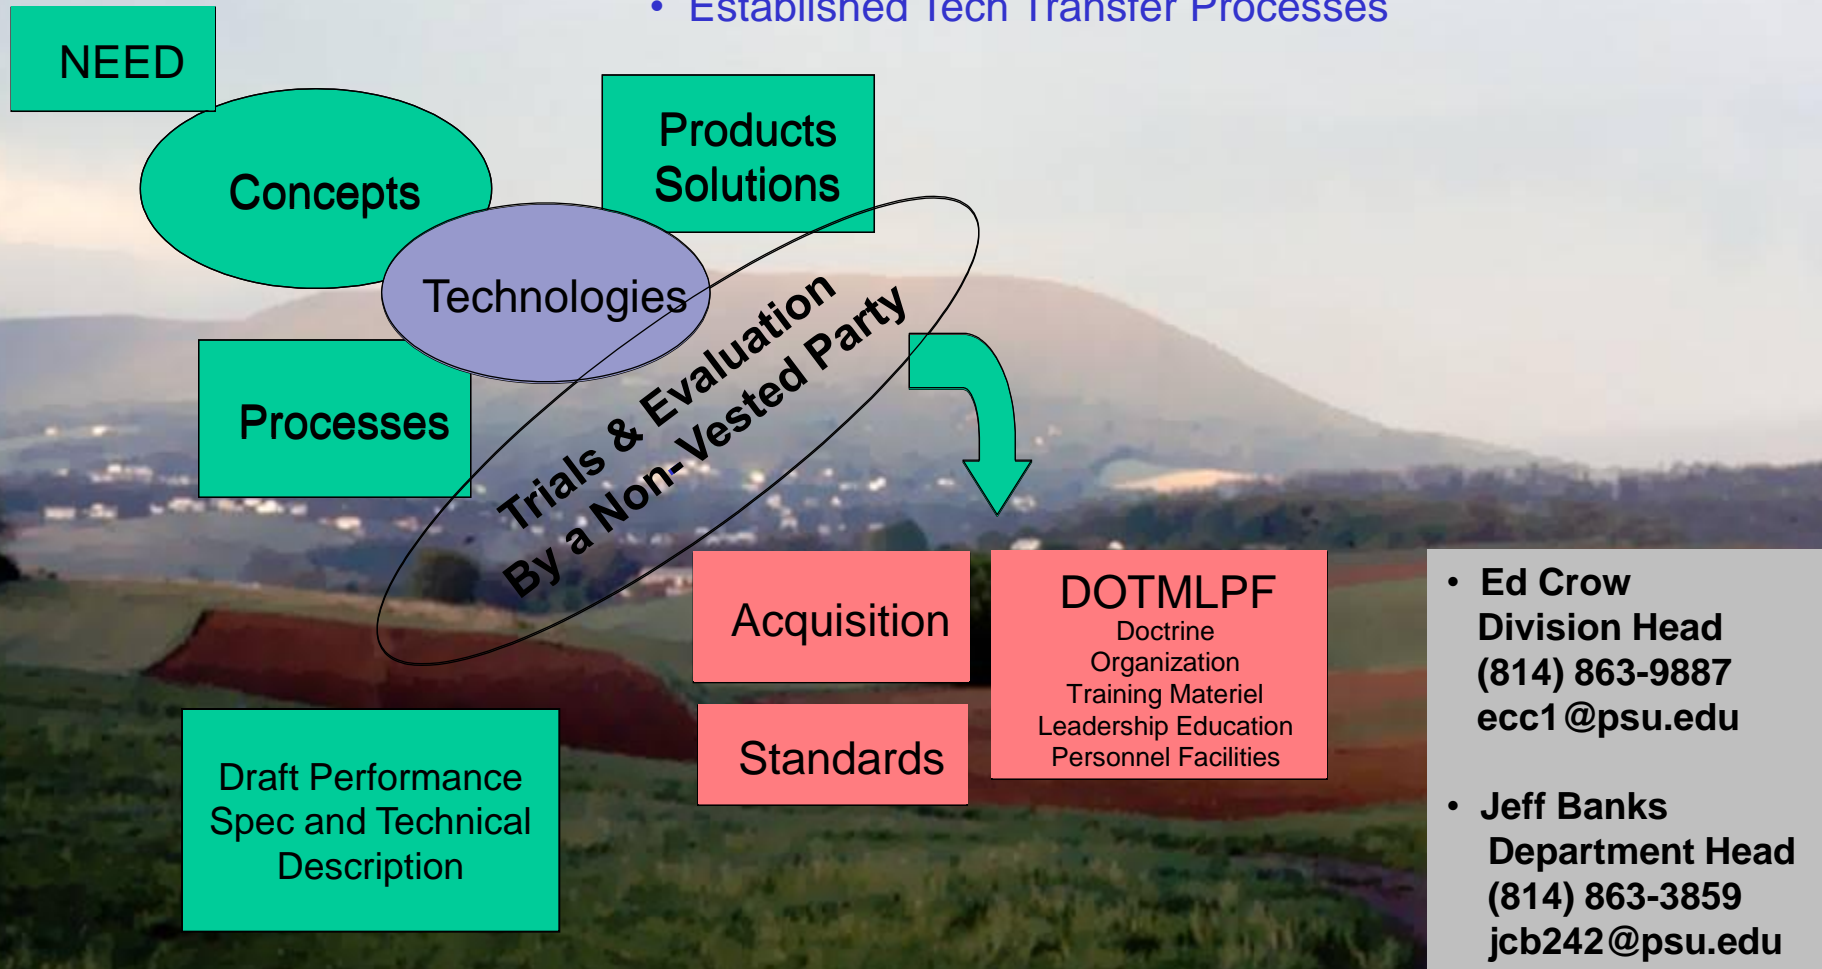 • Established Tech Transfer Processes
NEED
Concepts
Products
Solutions
Technologies
Processes
Trials & Evaluation
By a Non-Vested Party
Acquisition
Standards
DOTMLPF
Doctrine
Organization
Training Materiel
Leadership Education
Personnel Facilities
Draft Performance
Spec and Technical
Description
• Ed Crow
Division Head
(814) 863-9887
ecc1@psu.edu
• Jeff Banks
Department Head
(814) 863-3859
jcb242@psu.edu